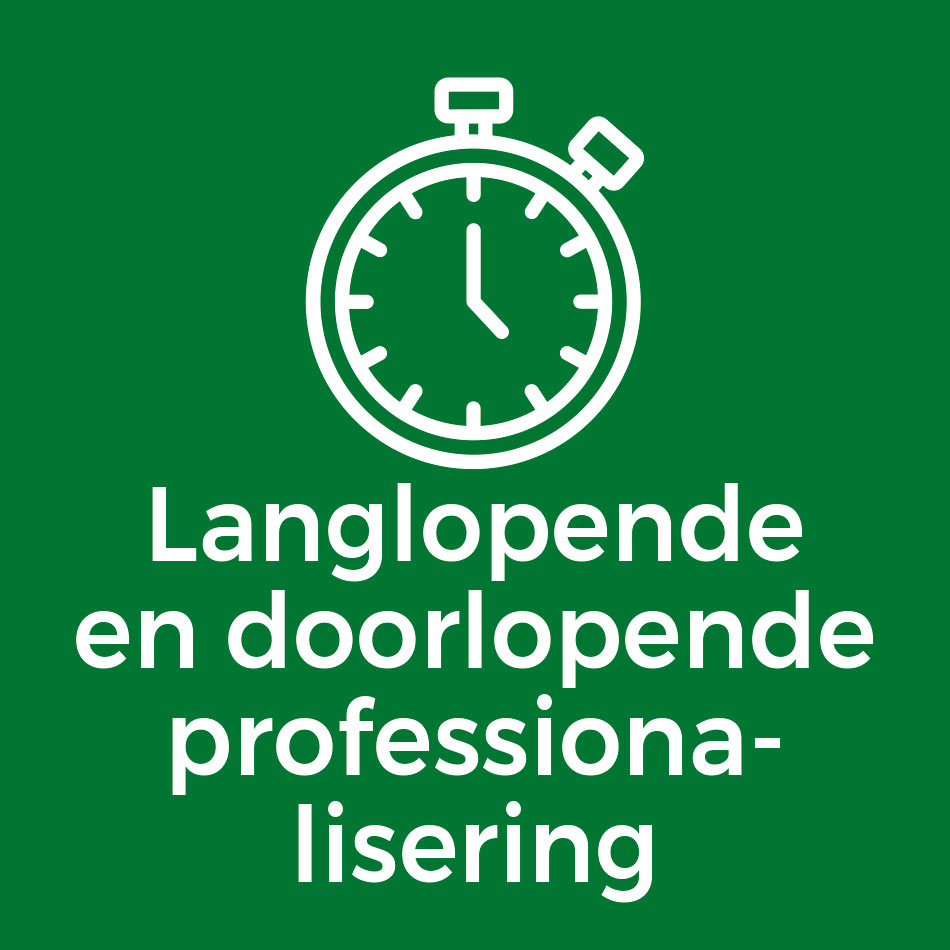 Langlopende
en doorlopende
professiona-
lisering